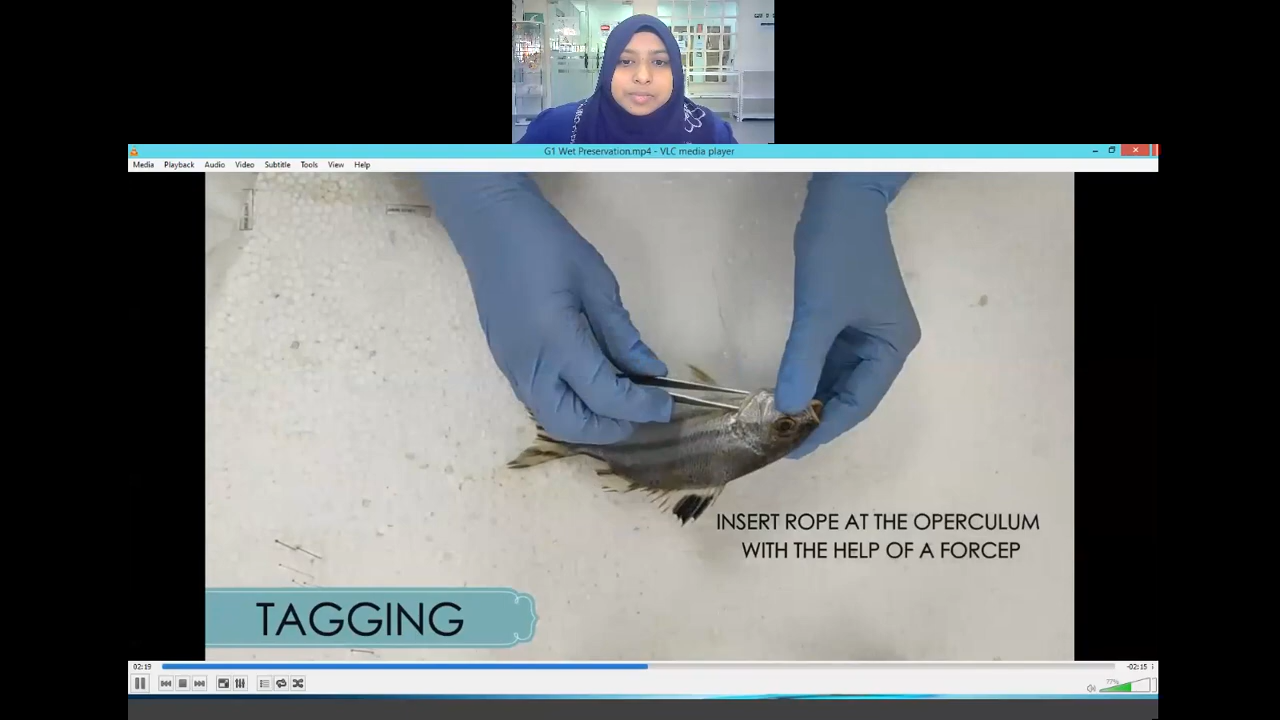 G1 Wet Preservation.mp4 - VLC media player
Media Playback Audio Video Subtitle Tools View Help
INSERT ROPE AT THE OPERCULUM
WITH THE HELP OF A FORCEP
TAGGING
02:19
-02:15
77%